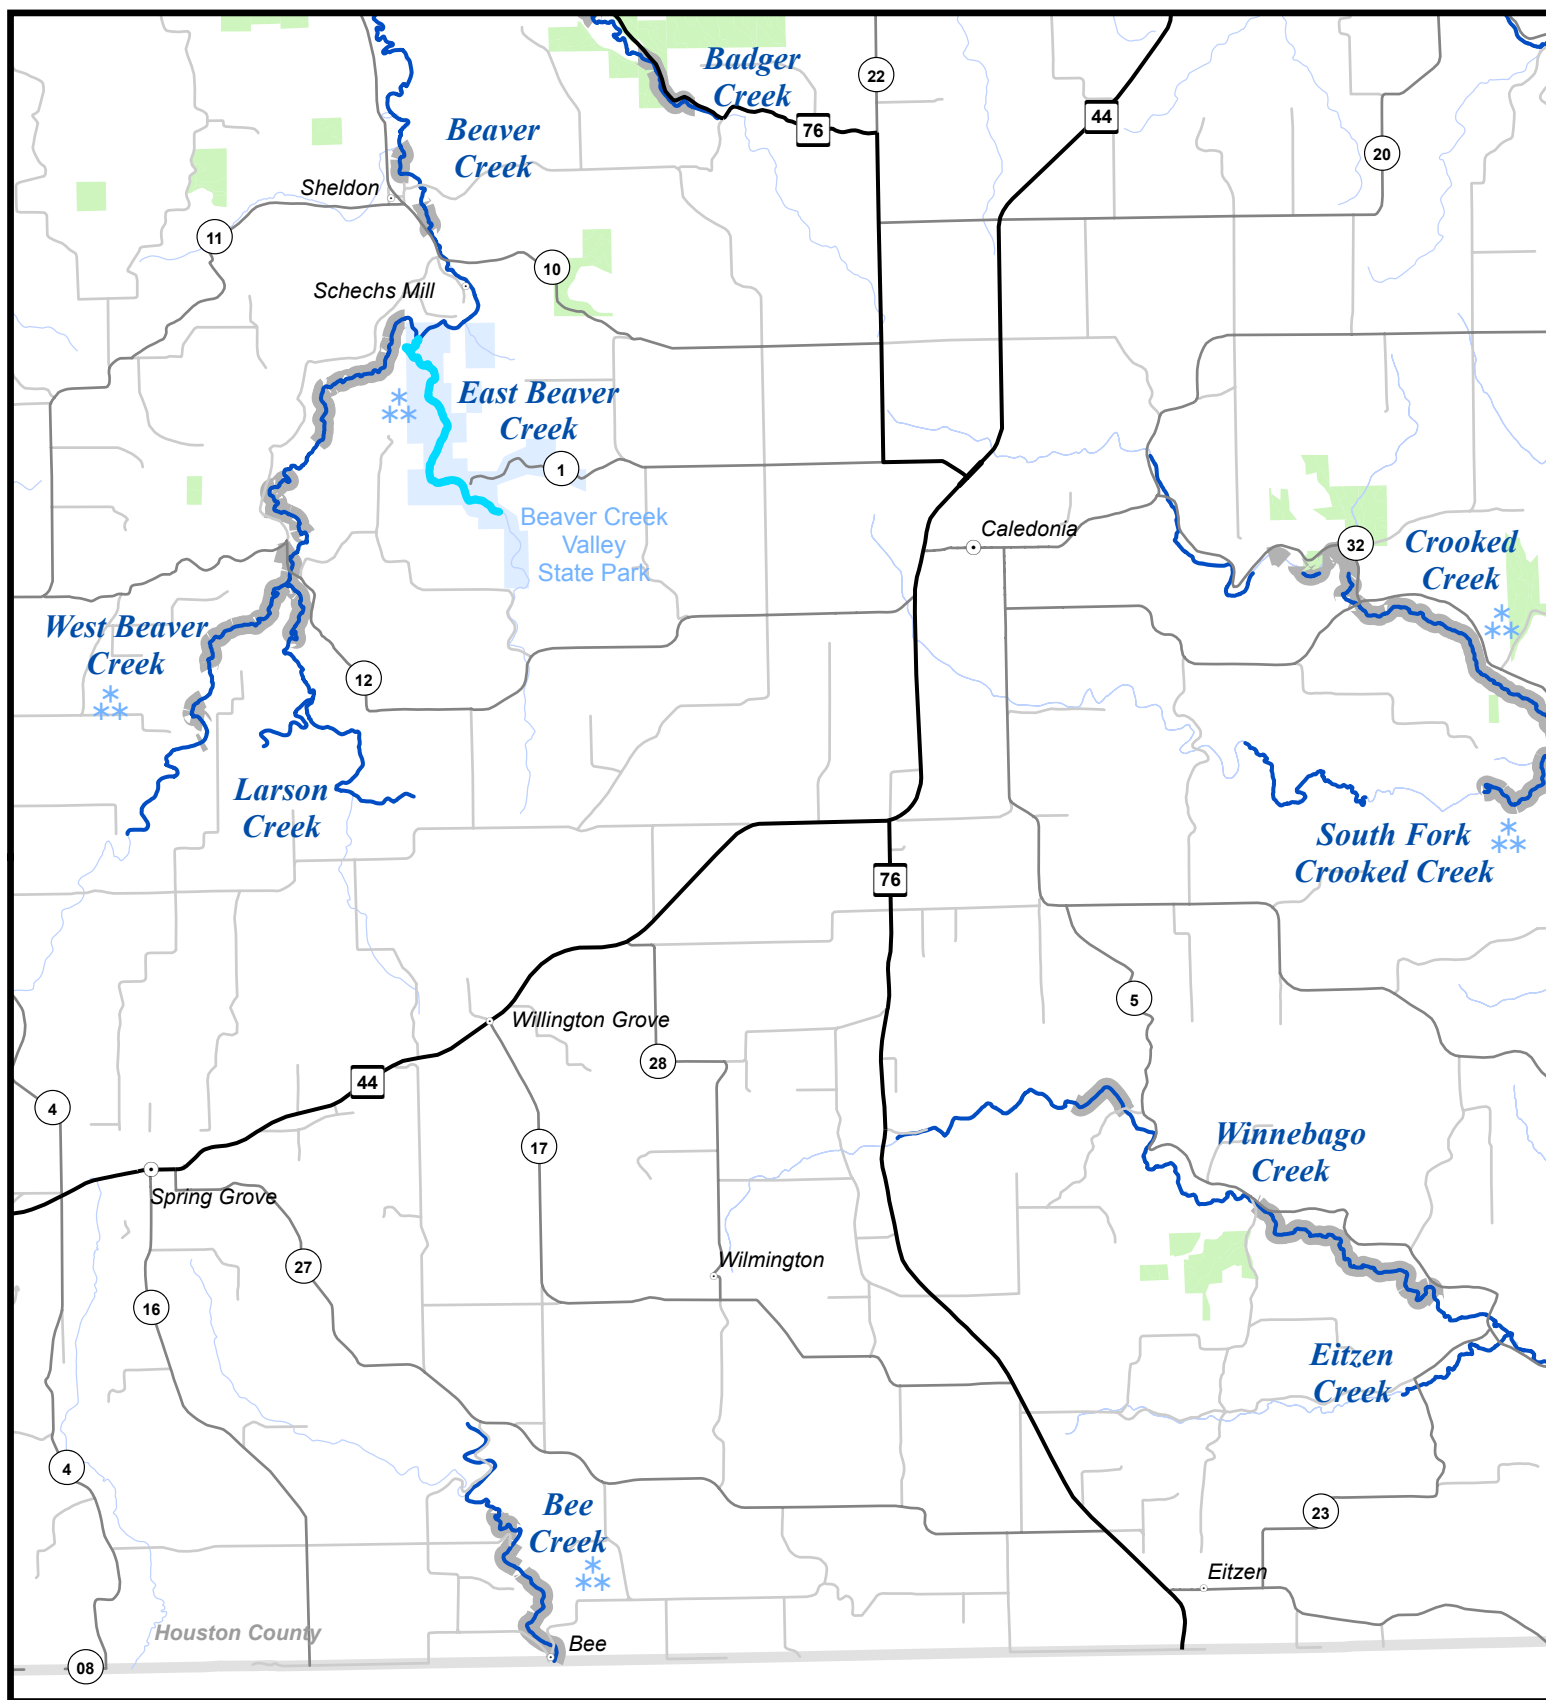 Badger
Creek
22
44
76
20
Beaver
Creek
Sheldon
11
10
Schechs Mill
East Beaver
Creek
1
Beaver Creek
Valley
State Park
Caledonia
32
Crooked
Creek
West Beaver
Creek
12
Larson
Creek
South Fork
Crooked Creek
76
5
Willington Grove
28
44
4
17
Winnebago
Creek
Spring Grove
Wilmington
27
16
Eitzen
Creek
4
Bee
Creek
23
Eitzen
Houston County
Bee
08